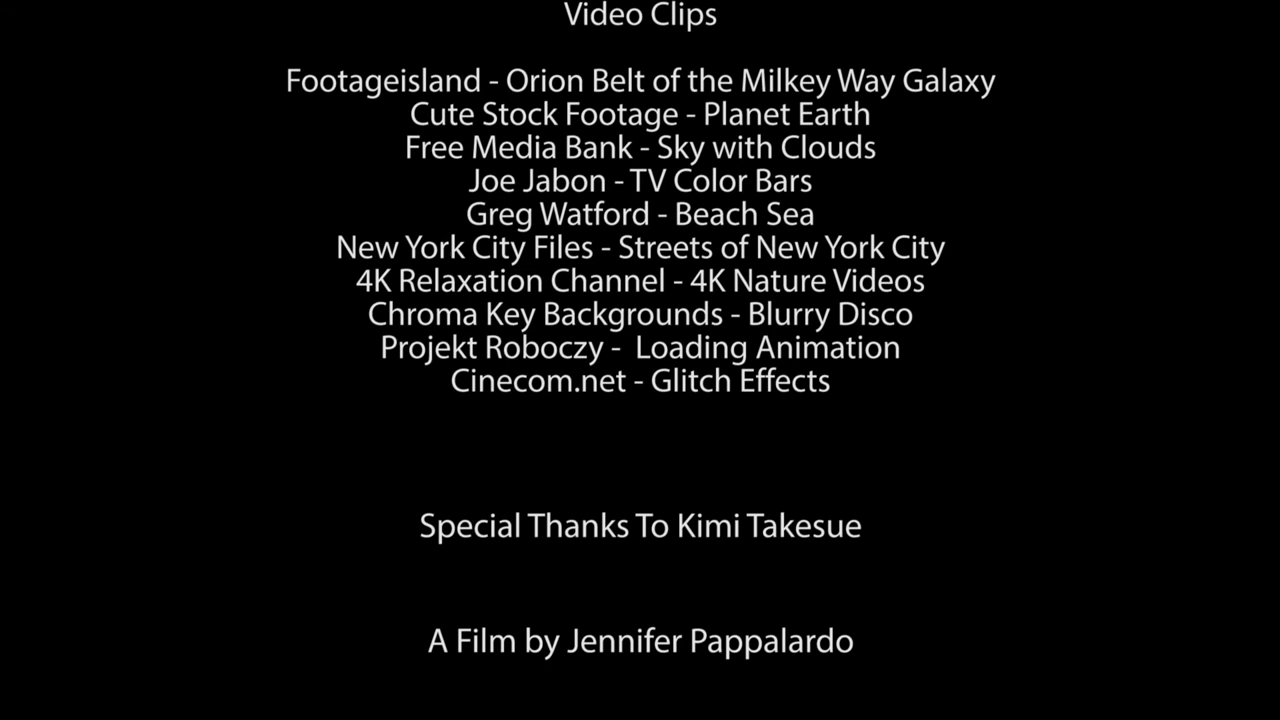 Video Clips
Footageisland - Orion Belt of the Milkey Way Galaxy
Cute Stock Footage - Planet Earth
Free Media Bank - Sky with Clouds
Joe Jabon - TV Color Bars
Greg Watford - Beach Sea
New York City Files - Streets of New York City
4K Relaxation Channel - 4K Nature Videos
Chroma Key Backgrounds - Blurry Disco
Projekt Roboczy -  Loading Animation
Cinecom.net - Glitch Effects
Special Thanks To Kimi Takesue
A Film by Jennifer Pappalardo